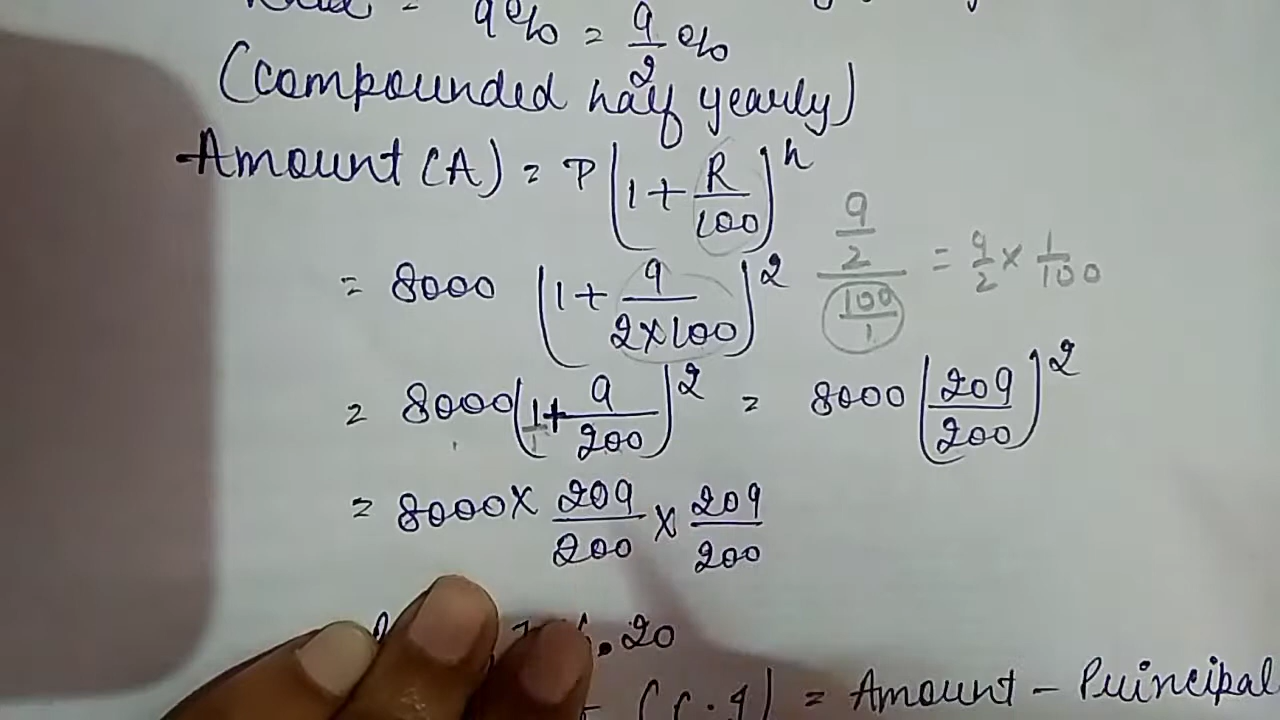 = 9% = 9/2 %
(Compounded half yearly)
Amount (A) = P (1 + R/100)^n
= 8000 (1 + 9/(2×100))^2 (9/2)/(100/1) = 9/2 × 1/100
= 8000 (1/1 + 9/200)^2 = 8000 (209/200)^2
= 8000 × 209/200 × 209/200
.20
(C.I) = Amount - Principal